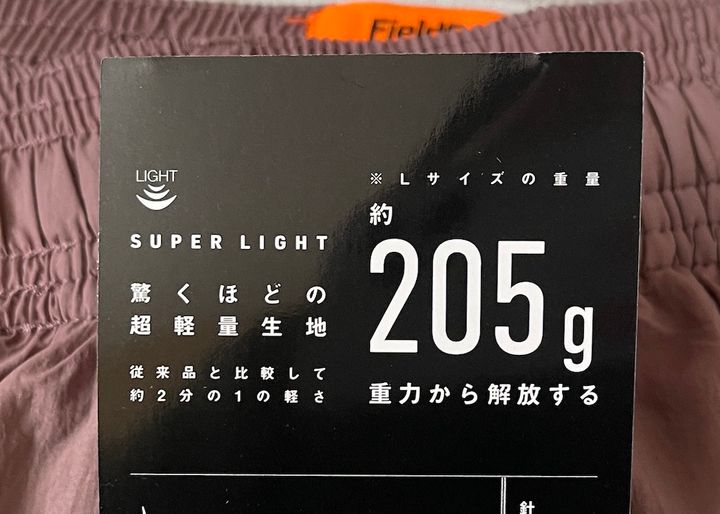 Field
LIGHT
SUPER LIGHT
驚くほどの
超軽量生地
従来品と比較して
約2分の1の軽さ
※Lサイズの重量
約
205g
重力から解放する
針